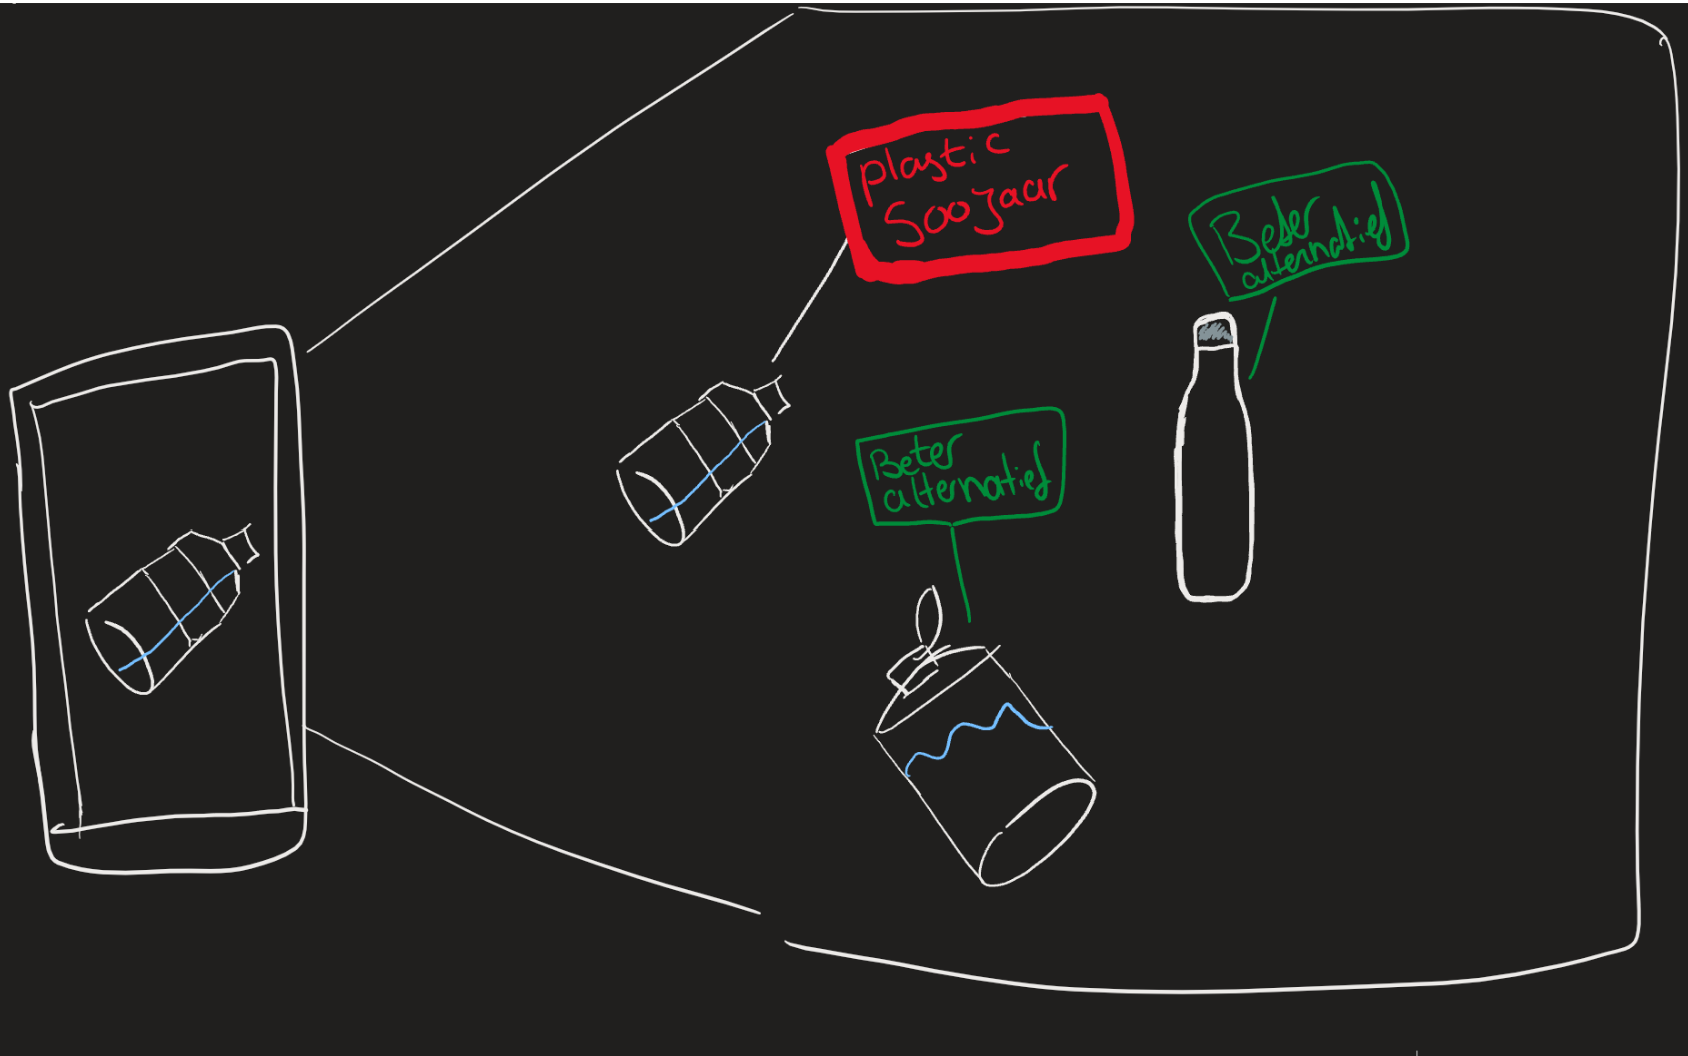 plastic
500 jaar
Beter
alternatief
Beter
alternatief